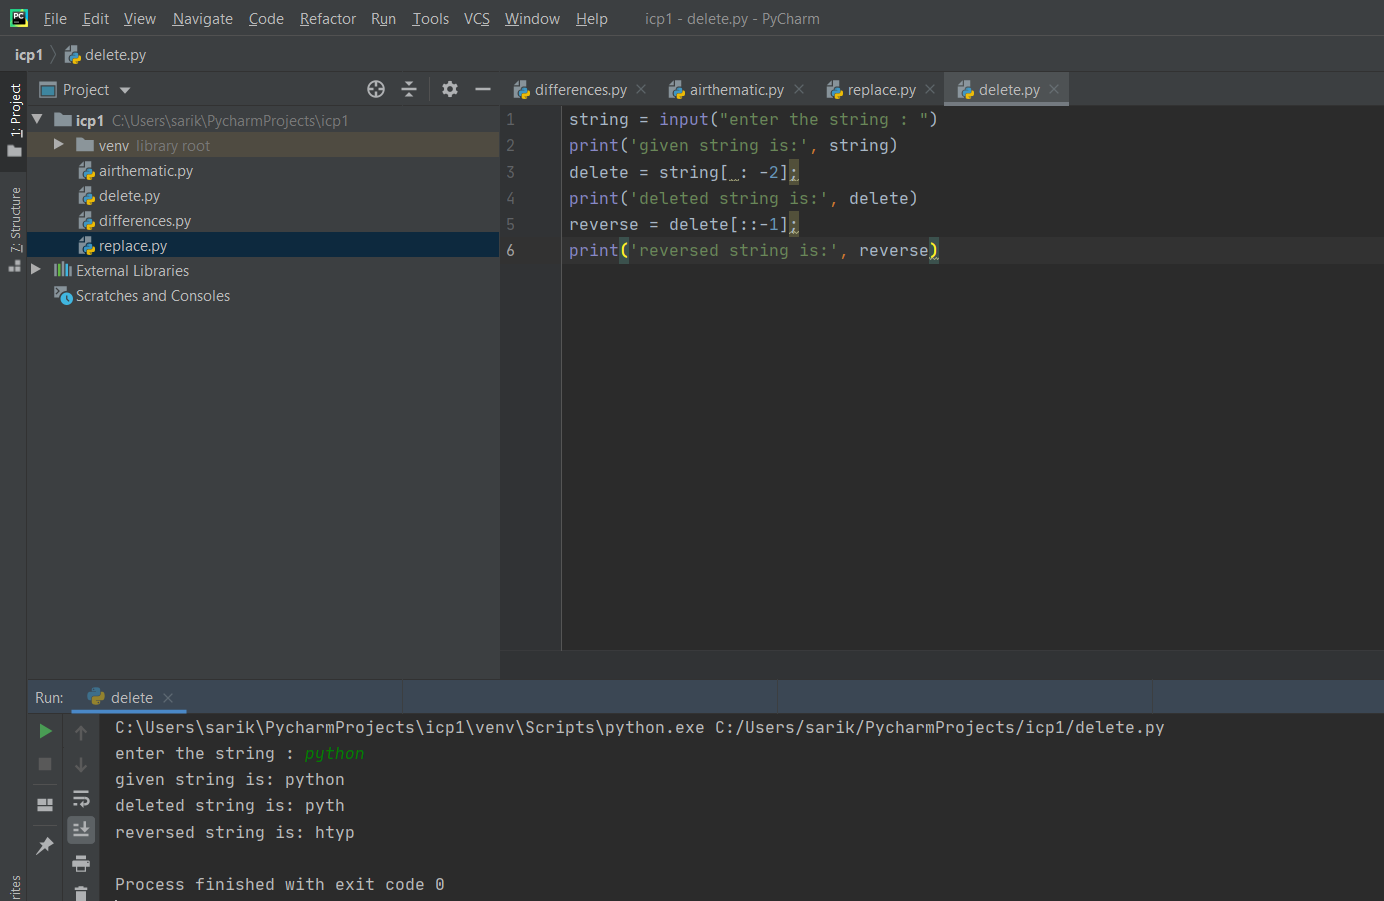 PC File Edit View Navigate Code Refactor Run Tools VCS Window Help icp1 - delete.py - PyCharm
icp1 delete.py
1: Project
Project
differences.py airthematic.py replace.py delete.py
icp1 C:\Users\sarik\PycharmProjects\icp1
venv library root
airthematic.py
delete.py
differences.py
replace.py
External Libraries
Scratches and Consoles
7: Structure
1 string = input("enter the string : ")
2 print('given string is:', string)
3 delete = string[ : -2];
4 print('deleted string is:', delete)
5 reverse = delete[::-1];
6 print('reversed string is:', reverse)
Run: delete
C:\Users\sarik\PycharmProjects\icp1\venv\Scripts\python.exe C:/Users/sarik/PycharmProjects/icp1/delete.py
enter the string : python
given string is: python
deleted string is: pyth
reversed string is: htyp
Process finished with exit code 0
rites